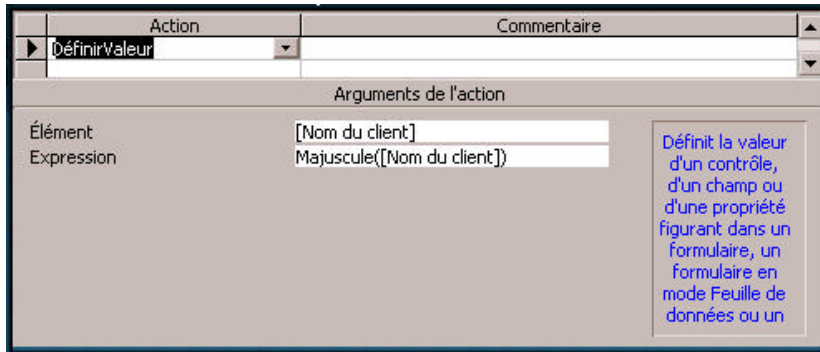 Action Commentaire
DéfinirValeur
Arguments de l'action
Élément [Nom du client]
Expression Majuscule([Nom du client])
Définit la valeur
d'un contrôle,
d'un champ ou
d'une propriété
figurant dans un
formulaire, un
formulaire en
mode Feuille de
données ou un